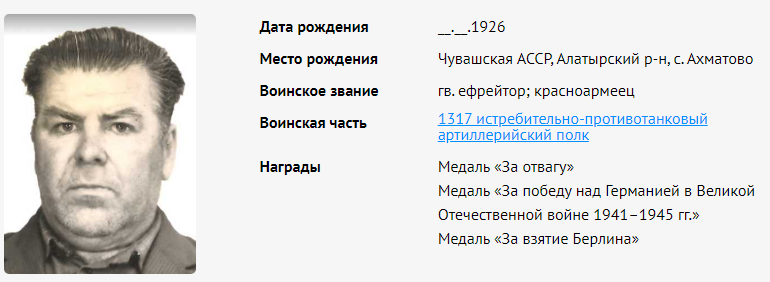 Дата рождения __.__.1926
Место рождения Чувашская АССР, Алатырский р-н, с. Ахматово
Воинское звание гв. ефрейтор; красноармеец
Воинская часть 1317 истребительно-противотанковый
артиллерийский полк
Награды Медаль «За отвагу»
Медаль «За победу над Германией в Великой
Отечественной войне 1941–1945 гг.»
Медаль «За взятие Берлина»